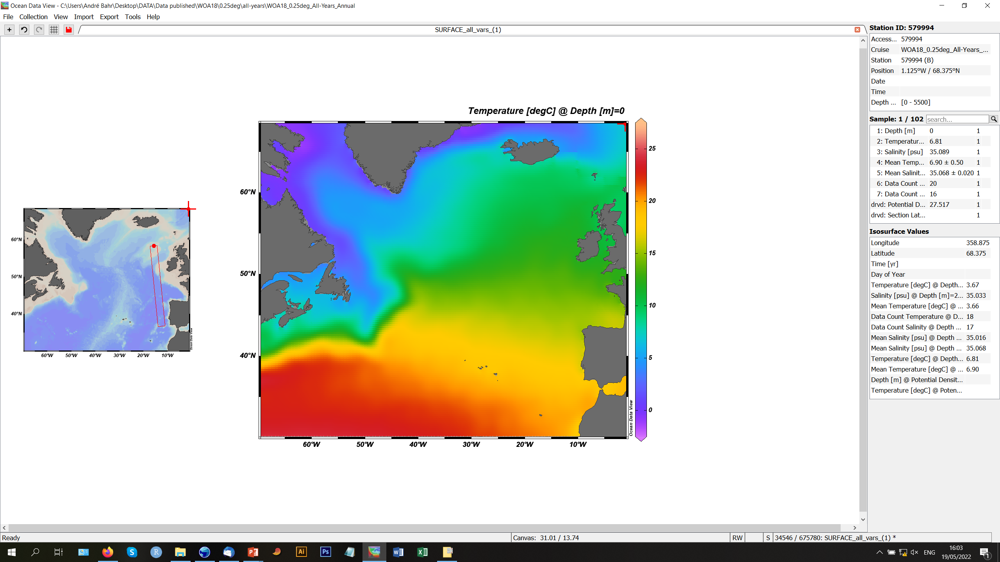 Ocean Data View - C:\Users\André Bahr\Desktop\DATA\Data published\WOA18\0.25deg\all-years\WOA18_0.25deg_All-Years_Annual
File Collection View Import Export Tools Help
SURFACE_all_vars_(1)
Station ID: 579994
Access... 579994
Cruise WOA18_0.25deg_All-Years_...
Station 579994 (B)
Position 1.125°W / 68.375°N
Date
Time
Depth ... [0 - 5500]
Sample: 1 / 102 search...
1: Depth [m] 0 1
2: Temperatur... 6.81 1
3: Salinity [psu] 35.089 1
4: Mean Temp... 6.90 ± 0.50 1
5: Mean Salinit... 35.068 ± 0.020 1
6: Data Count ... 20 1
7: Data Count ... 16 1
drvd: Potential D... 27.517 1
drvd: Section Lat... 1
Isosurface Values
Longitude 358.875
Latitude 68.375
Time [yr]
Day of Year
Temperature [degC] @ Depth... 3.67
Salinity [psu] @ Depth [m]=2... 35.033
Mean Temperature [degC] @ ... 3.66
Data Count Temperature @ D... 18
Data Count Salinity @ Depth ... 17
Mean Salinity [psu] @ Depth ... 35.016
Mean Salinity [psu] @ Depth ... 35.068
Temperature [degC] @ Depth... 6.81
Mean Temperature [degC] @ ... 6.90
Depth [m] @ Potential Densit...
Temperature [degC] @ Poten...
60°N
50°N
40°N
60°W 50°W 40°W 30°W 20°W 10°W
Ocean Data View
Temperature [degC] @ Depth [m]=0
60°N
50°N
40°N
60°W 50°W 40°W 30°W 20°W 10°W
Ocean Data View
25
20
15
10
5
0
Ready Canvas: 31.01 / 13.74 RW S 34546 / 675780: SURFACE_all_vars_(1) *
S R P Ai Ps W X ENG
16:03
19/05/2022
1